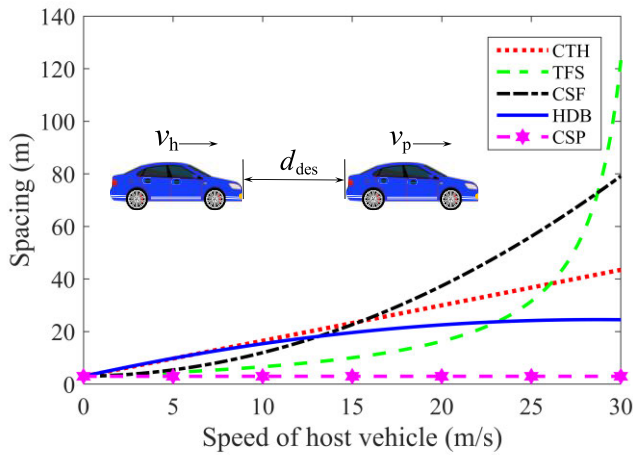 140
120
100
80
60
40
20
0
Spacing (m)
CTH
TFS
CSF
HDB
CSP
vh
ddes
vp
0 5 10 15 20 25 30
Speed of host vehicle (m/s)